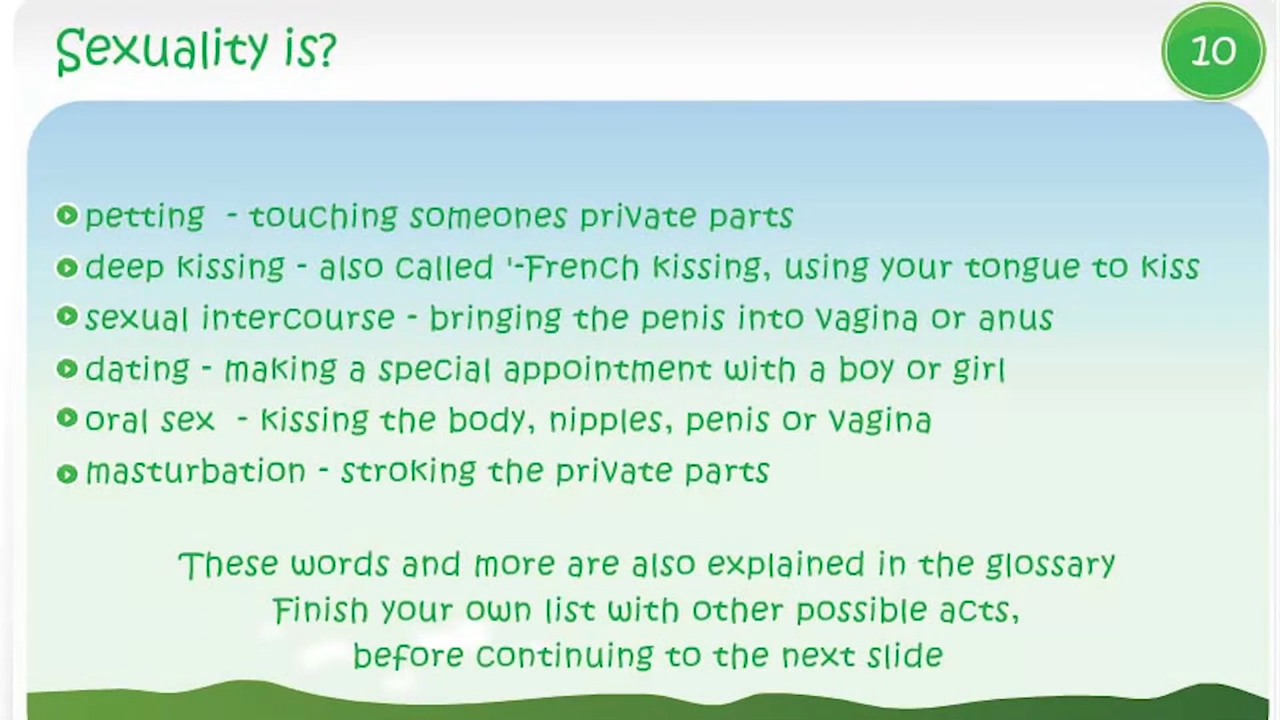 Sexuality is?
10
petting - touching someones private parts
deep kissing - also called '-French kissing, using your tongue to kiss
sexual intercourse - bringing the penis into vagina or anus
dating - making a special appointment with a boy or girl
oral sex - kissing the body, nipples, penis or vagina
masturbation - stroking the private parts
These words and more are also explained in the glossary
Finish your own list with other possible acts,
before continuing to the next slide